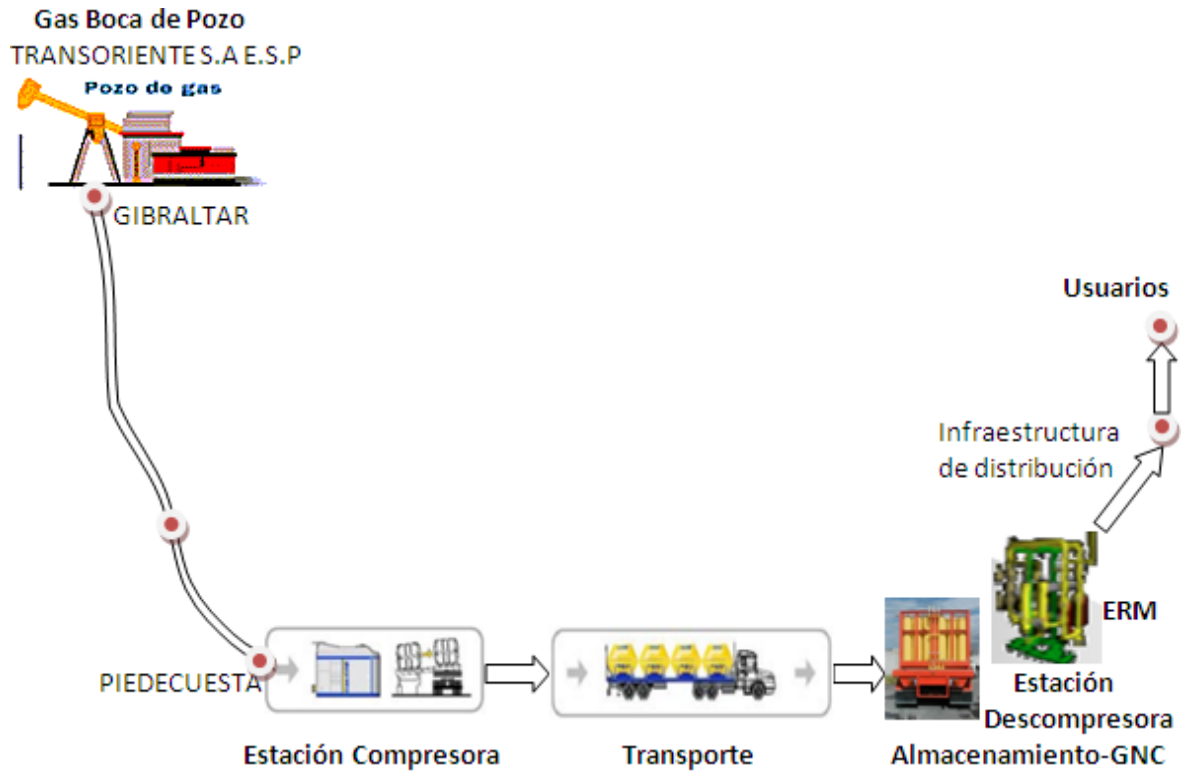 Gas Boca de Pozo
TRANSORIENTE S.A E.S.P
Pozo de gas
GIBRALTAR
Usuarios
Infraestructura
de distribución
ERM
PIEDECUESTA
Estación
Descompresora
Estación Compresora
Transporte
Almacenamiento-GNC